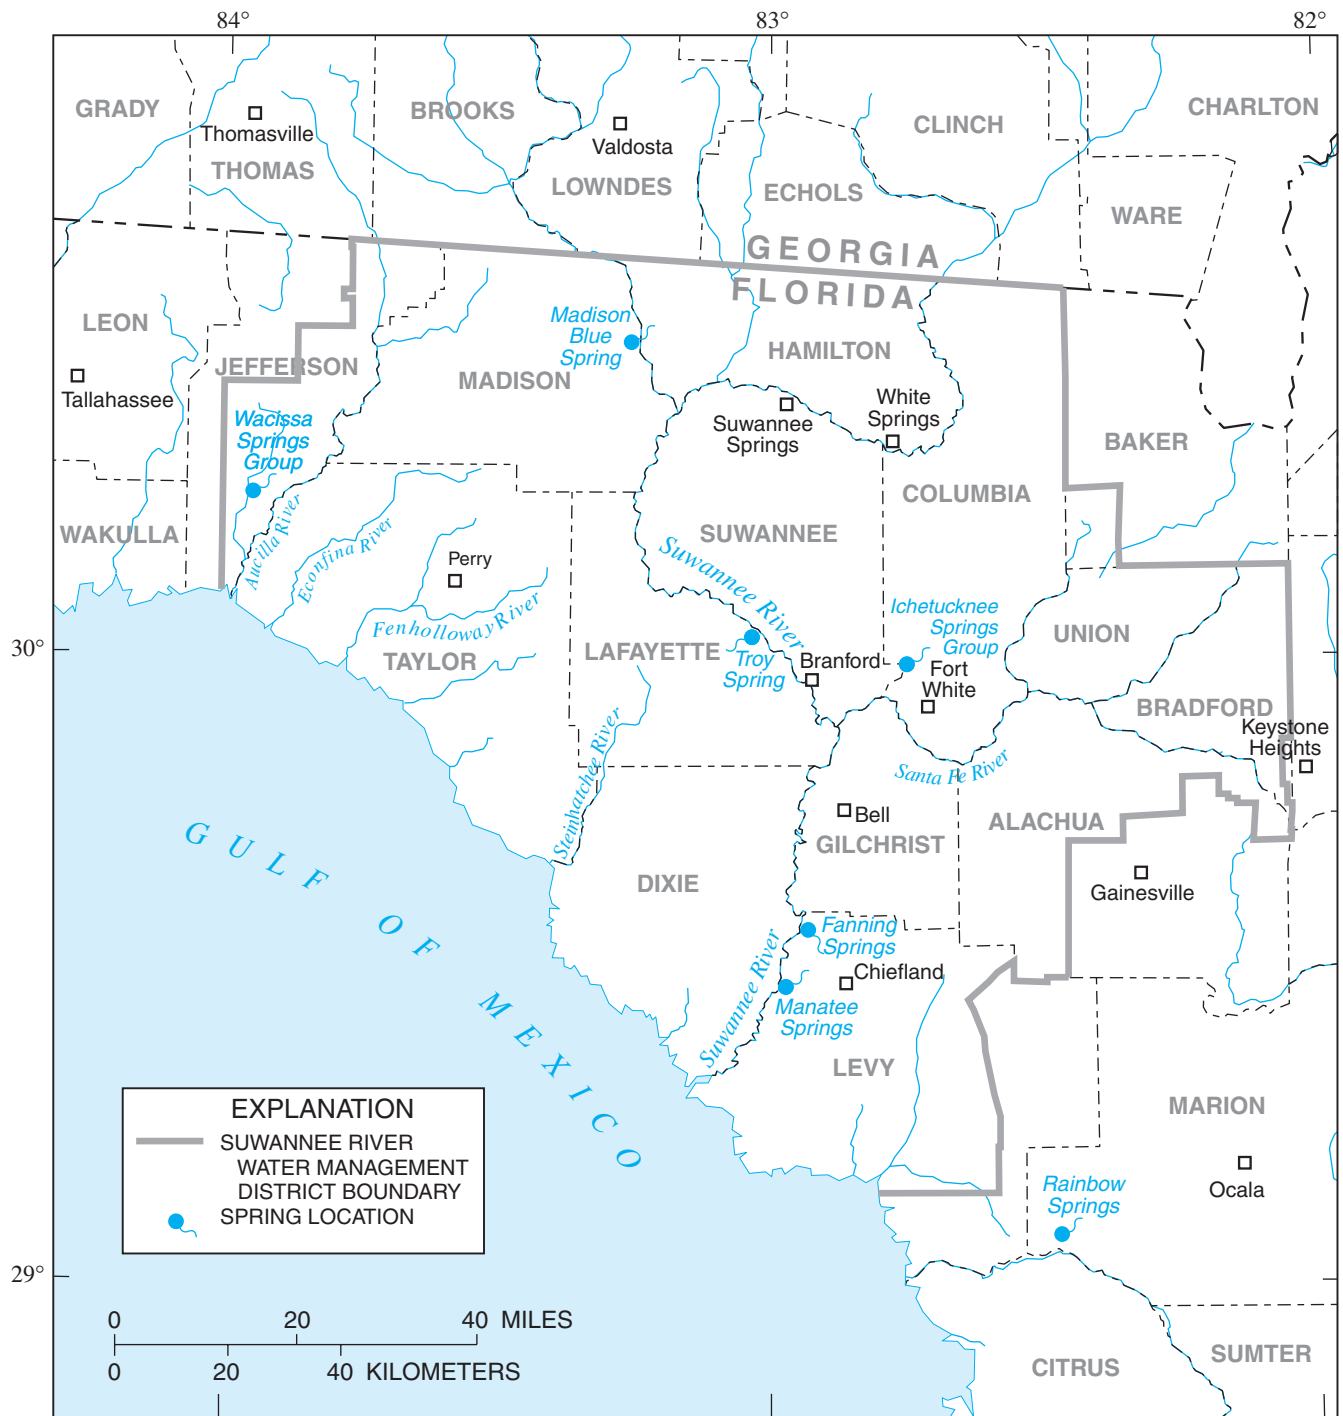 84°
83°
82°
GRADY
BROOKS
CHARLTON
Thomasville
Valdosta
CLINCH
THOMAS
LOWNDES
ECHOLS
WARE
GEORGIA
FLORIDA
LEON
Madison
Blue
Spring
HAMILTON
JEFFERSON
MADISON
Tallahassee
White
Springs
Suwannee
Springs
Wacissa
Springs
Group
BAKER
COLUMBIA
WAKULLA
SUWANNEE
Aucilla River
Econfina River
Perry
Suwannee River
Fenholloway River
Ichetucknee
Springs
Group
UNION
30°
TAYLOR
LAFAYETTE
Troy
Spring
Branford
Fort
White
BRADFORD
Keystone
Heights
Santa Fe River
Steinhatchee River
Bell
GILCHRIST
ALACHUA
GULF OF MEXICO
DIXIE
Gainesville
Fanning
Springs
Suwannee River
Chiefland
Manatee
Springs
LEVY
MARION
EXPLANATION
SUWANNEE RIVER
WATER MANAGEMENT
DISTRICT BOUNDARY
SPRING LOCATION
Rainbow
Springs
Ocala
29°
0 20 40 MILES
0 20 40 KILOMETERS
CITRUS
SUMTER